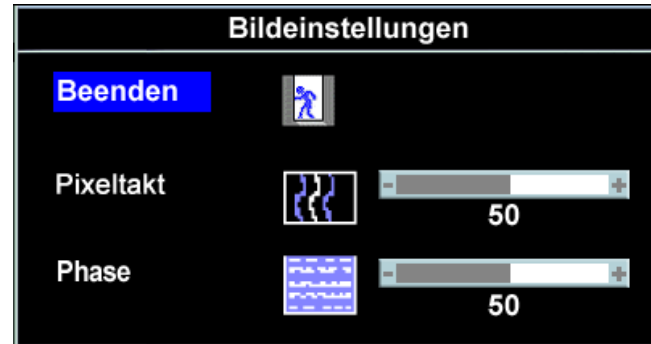 Bildeinstellungen
Beenden
Pixeltakt
- +
50
Phase
- +
50